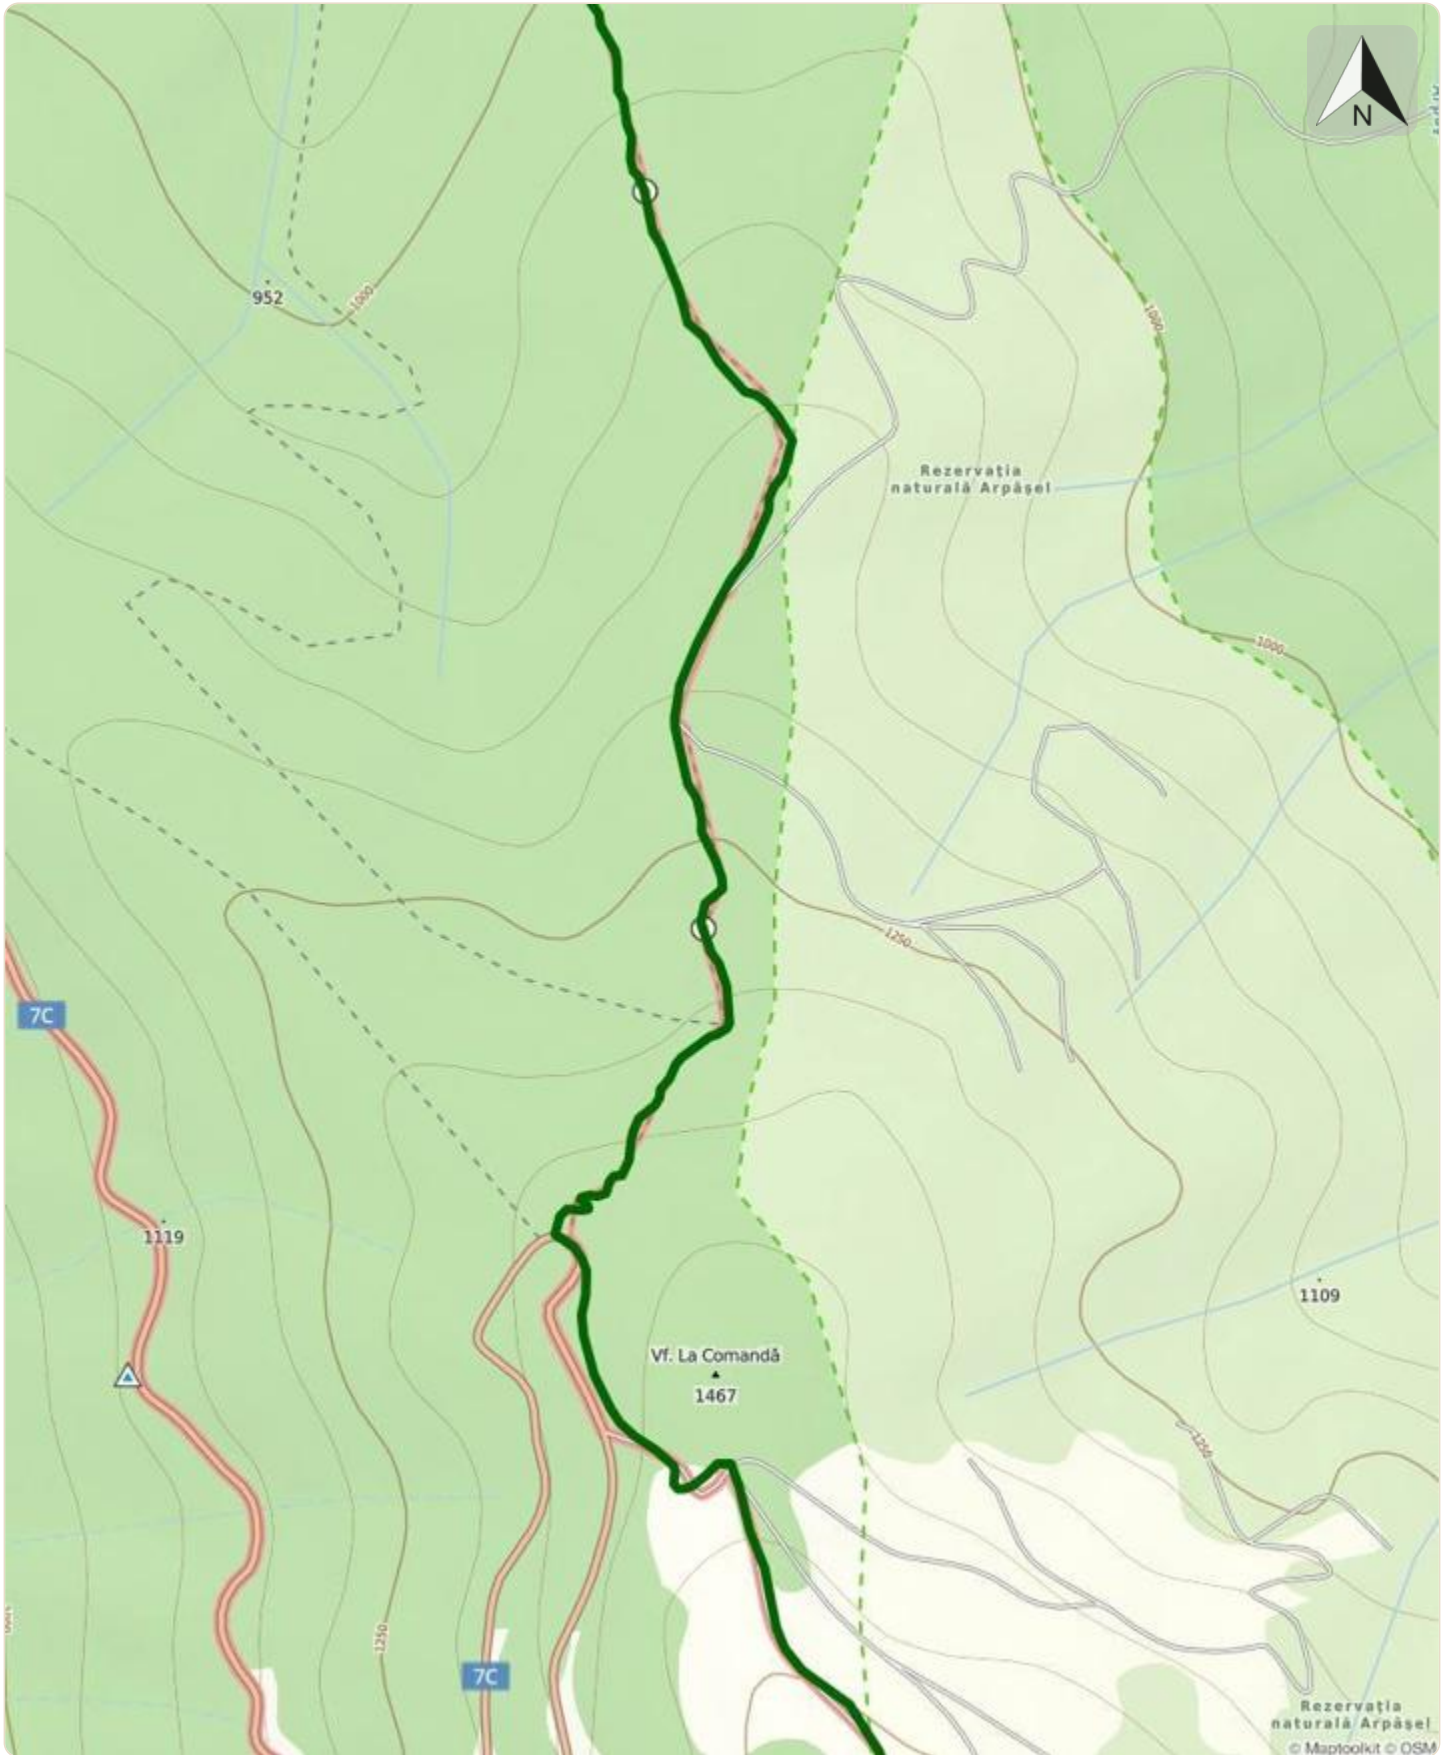 N
952
1000
1000
Rezervația
naturală Arpășel
1000
1250
7C
1119
1109
Vf. La Comandă
1467
1250
1250
7C
Rezervația
naturală Arpășel
© Maptoolkit © OSM